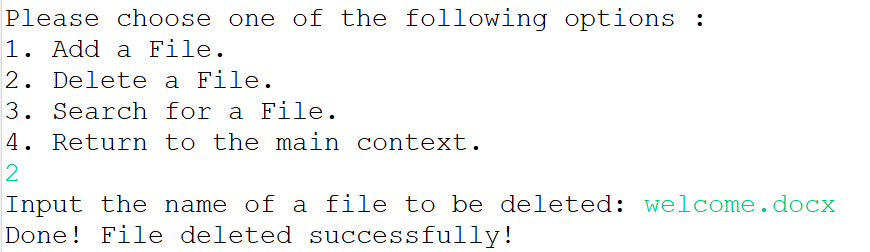 Please choose one of the following options :
1. Add a File.
2. Delete a File.
3. Search for a File.
4. Return to the main context.
2
Input the name of a file to be deleted: welcome.docx
Done! File deleted successfully!